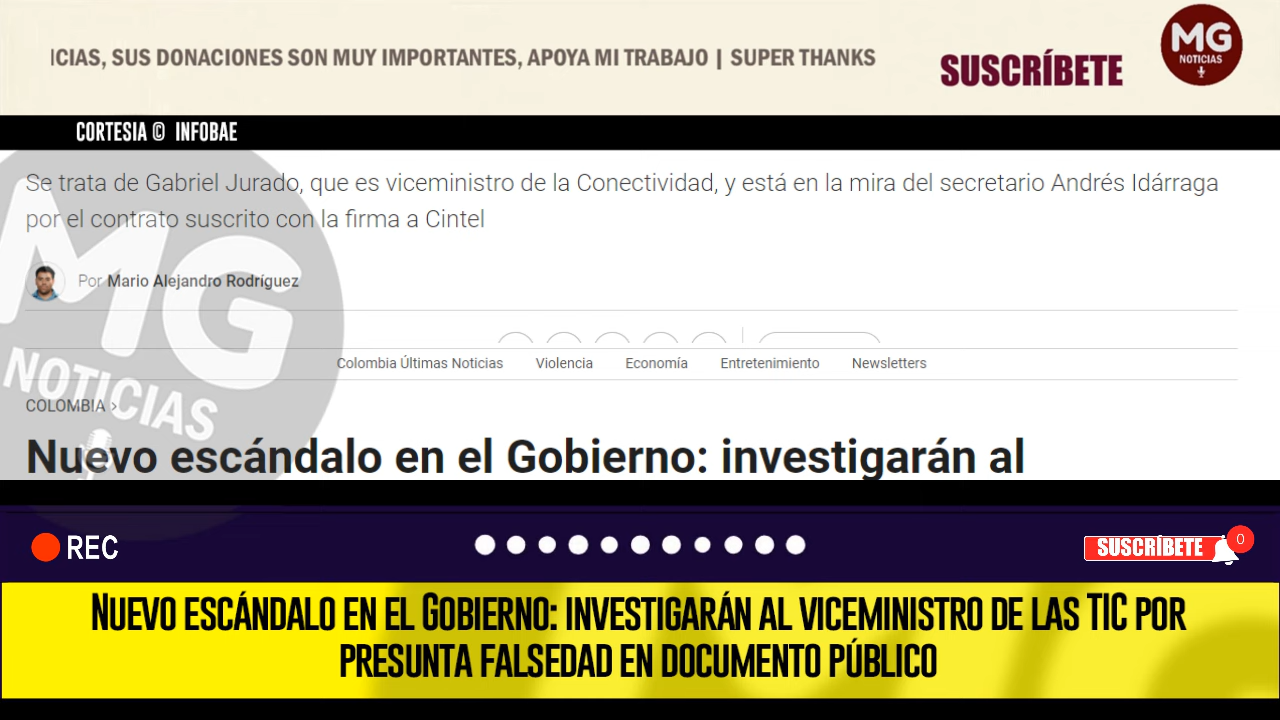 ICIAS, SUS DONACIONES SON MUY IMPORTANTES, APOYA MI TRABAJO | SUPER THANKS
SUSCRÍBETE
MG
NOTICIAS
CORTESIA © INFOBAE
Se trata de Gabriel Jurado, que es viceministro de la Conectividad, y está en la mira del secretario Andrés Idárraga
por el contrato suscrito con la firma a Cintel
Por Mario Alejandro Rodríguez
MG
NOTICIAS
Colombia Últimas Noticias Violencia Economía Entretenimiento Newsletters
COLOMBIA >
Nuevo escándalo en el Gobierno: investigarán al
REC
SUSCRÍBETE
0
NUEVO ESCÁNDALO EN EL GOBIERNO: INVESTIGARÁN AL VICEMINISTRO DE LAS TIC POR
PRESUNTA FALSEDAD EN DOCUMENTO PÚBLICO